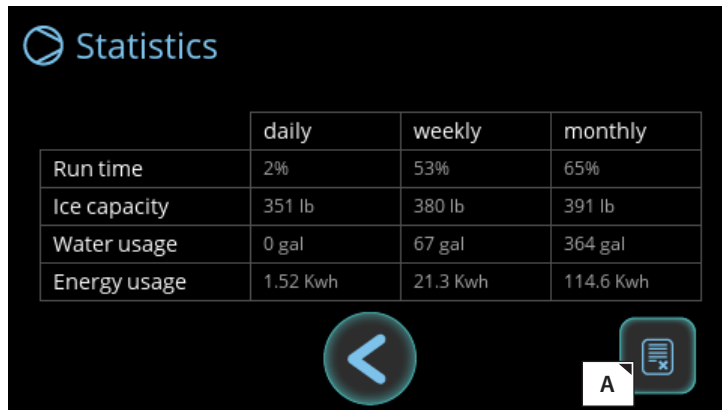 Statistics
daily weekly monthly
Run time 2% 53% 65%
Ice capacity 351 lb 380 lb 391 lb
Water usage 0 gal 67 gal 364 gal
Energy usage 1.52 Kwh 21.3 Kwh 114.6 Kwh
A